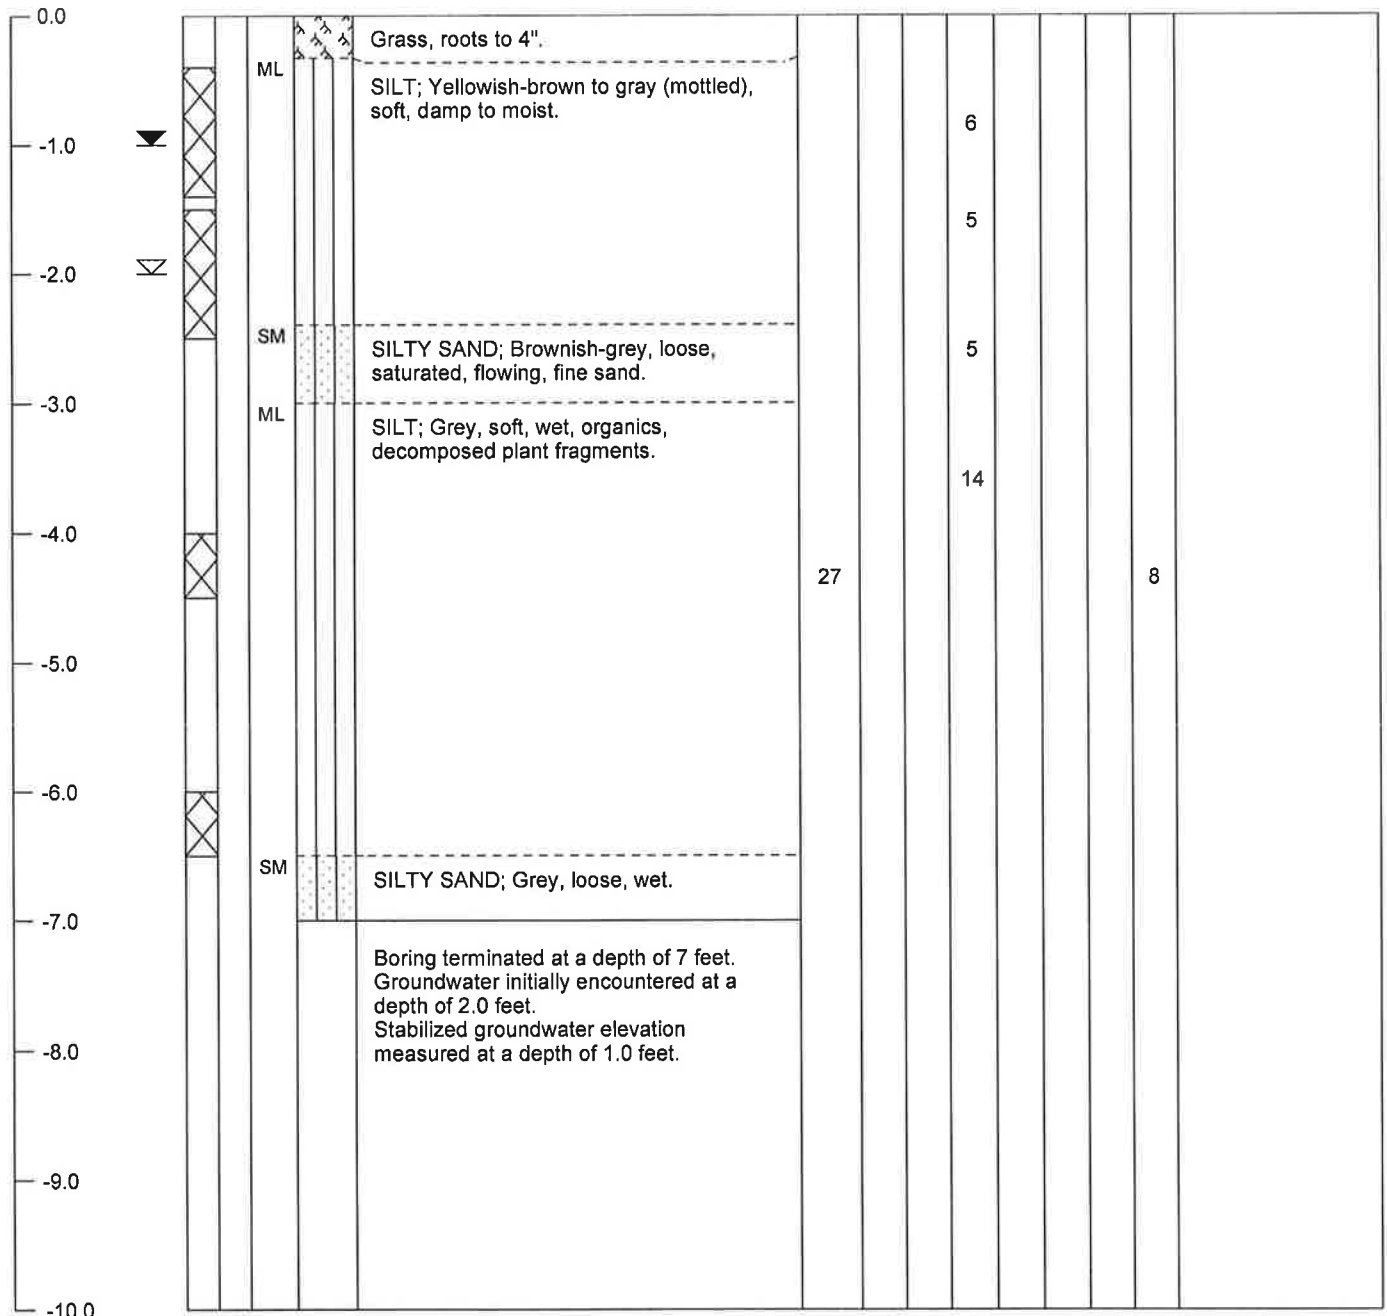 0.0
Grass, roots to 4".
ML
SILT; Yellowish-brown to gray (mottled),
soft, damp to moist.
6
-1.0
5
-2.0
SM
SILTY SAND; Brownish-grey, loose,
saturated, flowing, fine sand.
5
-3.0
ML
SILT; Grey, soft, wet, organics,
decomposed plant fragments.
14
-4.0
27
8
-5.0
-6.0
SM
SILTY SAND; Grey, loose, wet.
-7.0
Boring terminated at a depth of 7 feet.
Groundwater initially encountered at a
depth of 2.0 feet.
Stabilized groundwater elevation
measured at a depth of 1.0 feet.
-8.0
-9.0
-10.0